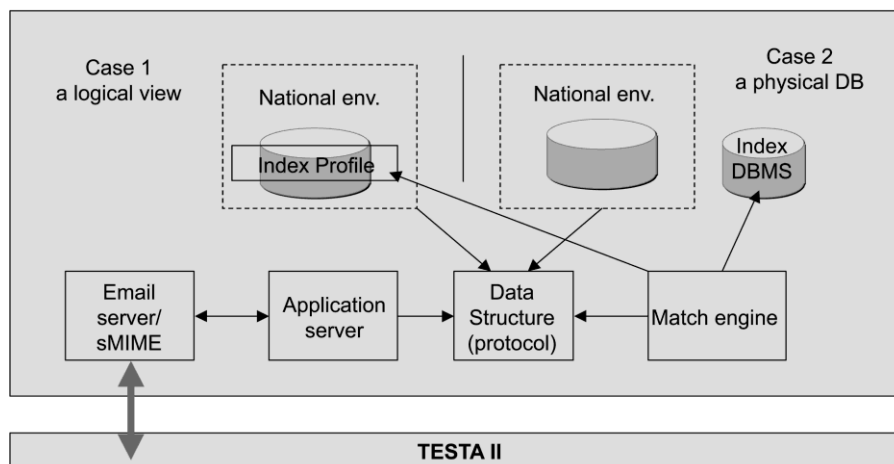 Case 1
a logical view
National env.
Index Profile
National env.
Case 2
a physical DB
Index
DBMS
Email
server/
sMIME
Application
server
Data
Structure
(protocol)
Match engine
TESTA II